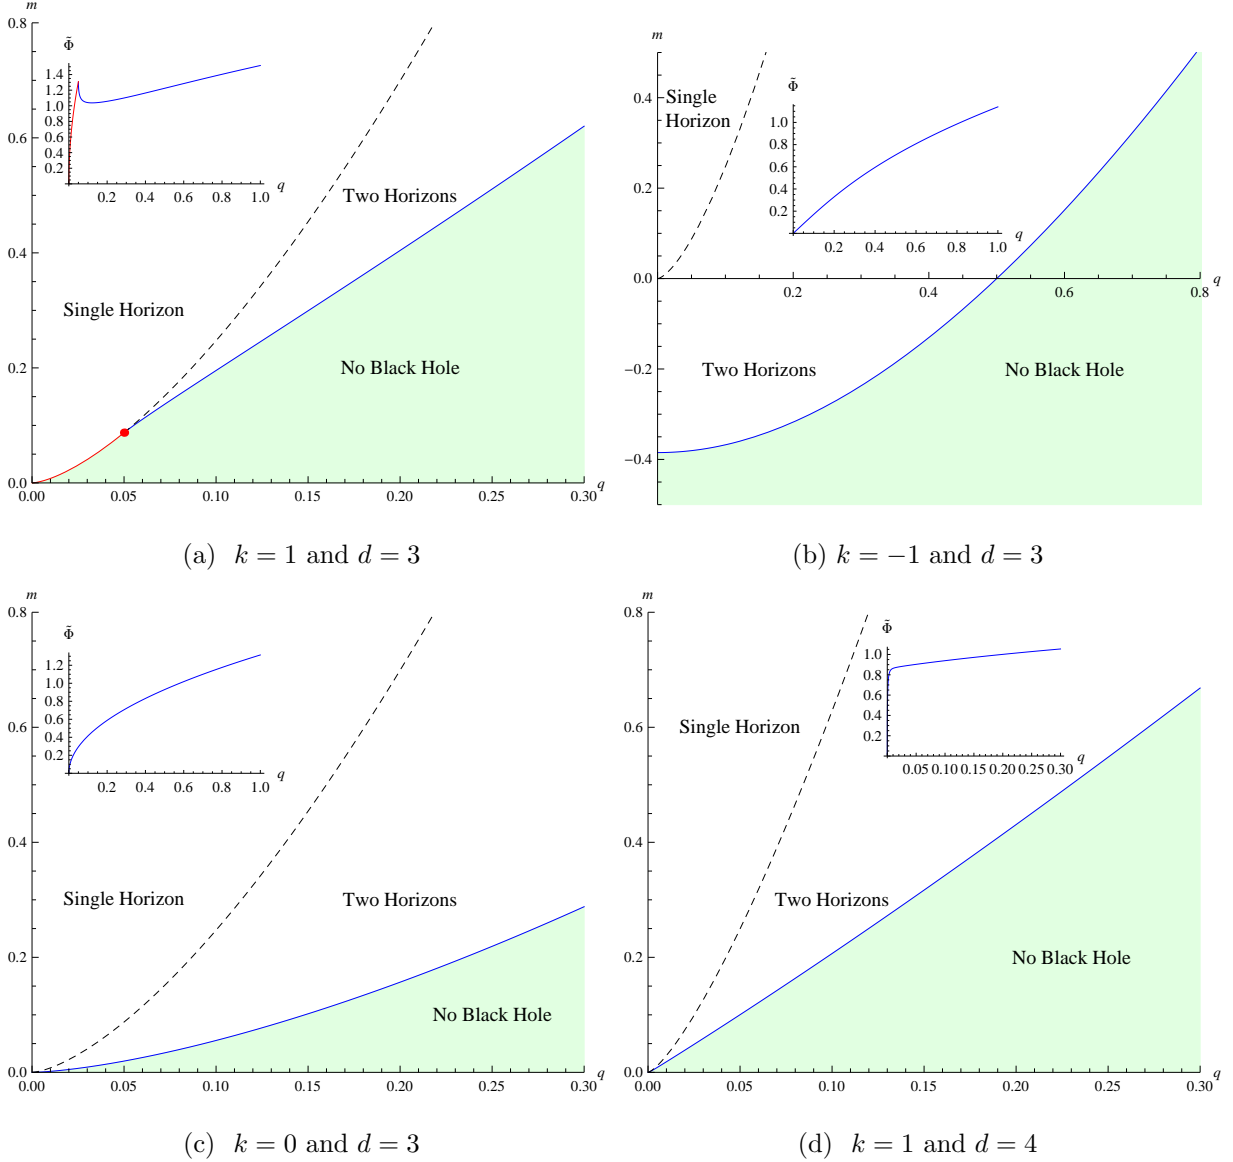 m
0.8
Φ̃
1.4
1.2
1.0
0.8
0.6
0.4
0.2
0.2 0.4 0.6 0.8 1.0 q
0.6
Two Horizons
0.4
Single Horizon
No Black Hole
0.2
0.0
0.00 0.05 0.10 0.15 0.20 0.25 0.30 q
(a) k = 1 and d = 3
m
0.4
Single
Horizon
Φ̃
1.0
0.8
0.6
0.4
0.2
0.2 0.4 0.6 0.8 1.0 q
0.2
0.0
0.2 0.4 0.6 0.8 q
Two Horizons No Black Hole
−0.2
−0.4
(b) k = −1 and d = 3
m
0.8
Φ̃
1.2
1.0
0.8
0.6
0.4
0.2
0.2 0.4 0.6 0.8 1.0 q
0.6
0.4
Single Horizon Two Horizons
0.2
No Black Hole
0.0
0.00 0.05 0.10 0.15 0.20 0.25 0.30 q
(c) k = 0 and d = 3
m
0.8
Φ̃
1.0
0.8
0.6
0.4
0.2
0.05 0.10 0.15 0.20 0.25 0.30 q
Single Horizon
0.6
0.4
Two Horizons
No Black Hole
0.2
0.0
0.00 0.05 0.10 0.15 0.20 0.25 0.30 q
(d) k = 1 and d = 4